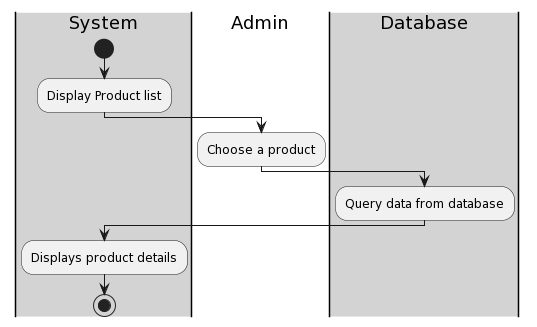 System
Admin
Database
Display Product list
Choose a product
Query data from database
Displays product details